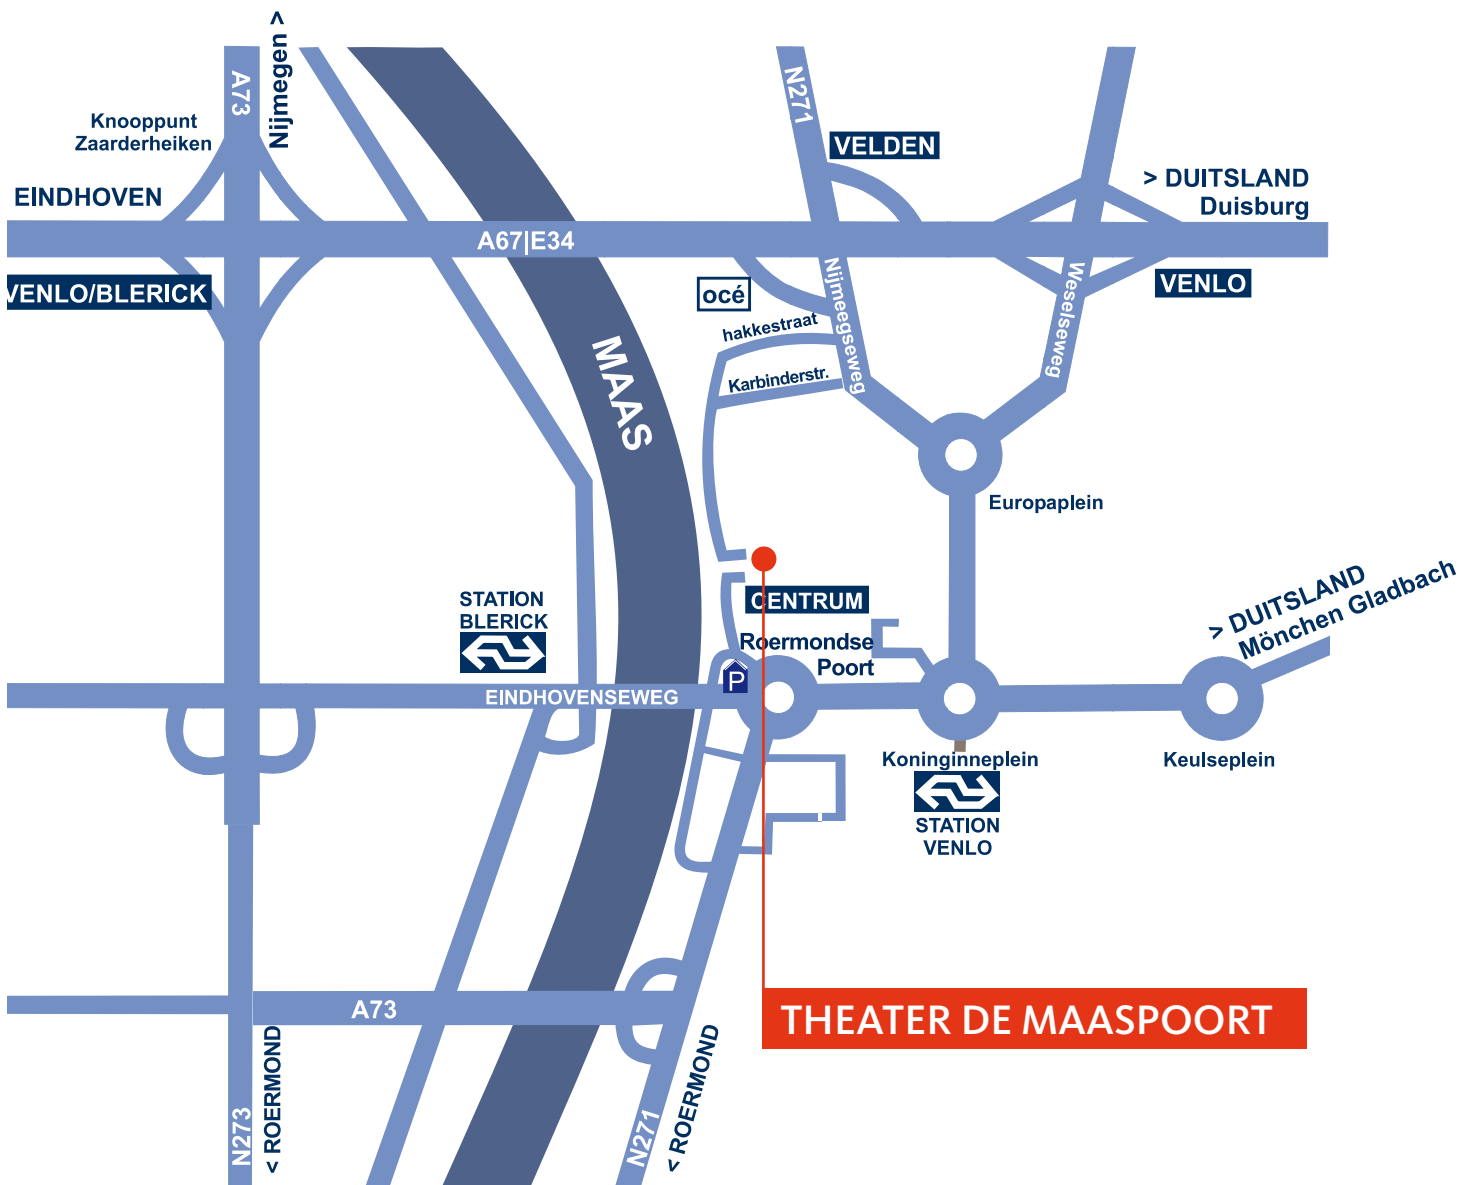 Nijmegen >
A73
Knooppunt
Zaarderheiken
EINDHOVEN
VENLO/BLERICK
A67|E34
MAAS
N271
VELDEN
> DUITSLAND
Duisburg
VENLO
océ
Nijmeegseweg
Weselseweg
hakkestraat
Karbinderstr.
Europaplein
CENTRUM
Roermondse
Poort
P
STATION
BLERICK
EINDHOVENSEWEG
> DUITSLAND
Mönchen Gladbach
Koninginneplein
STATION
VENLO
Keulseplein
A73
THEATER DE MAASPOORT
N273
< ROERMOND
N271
< ROERMOND